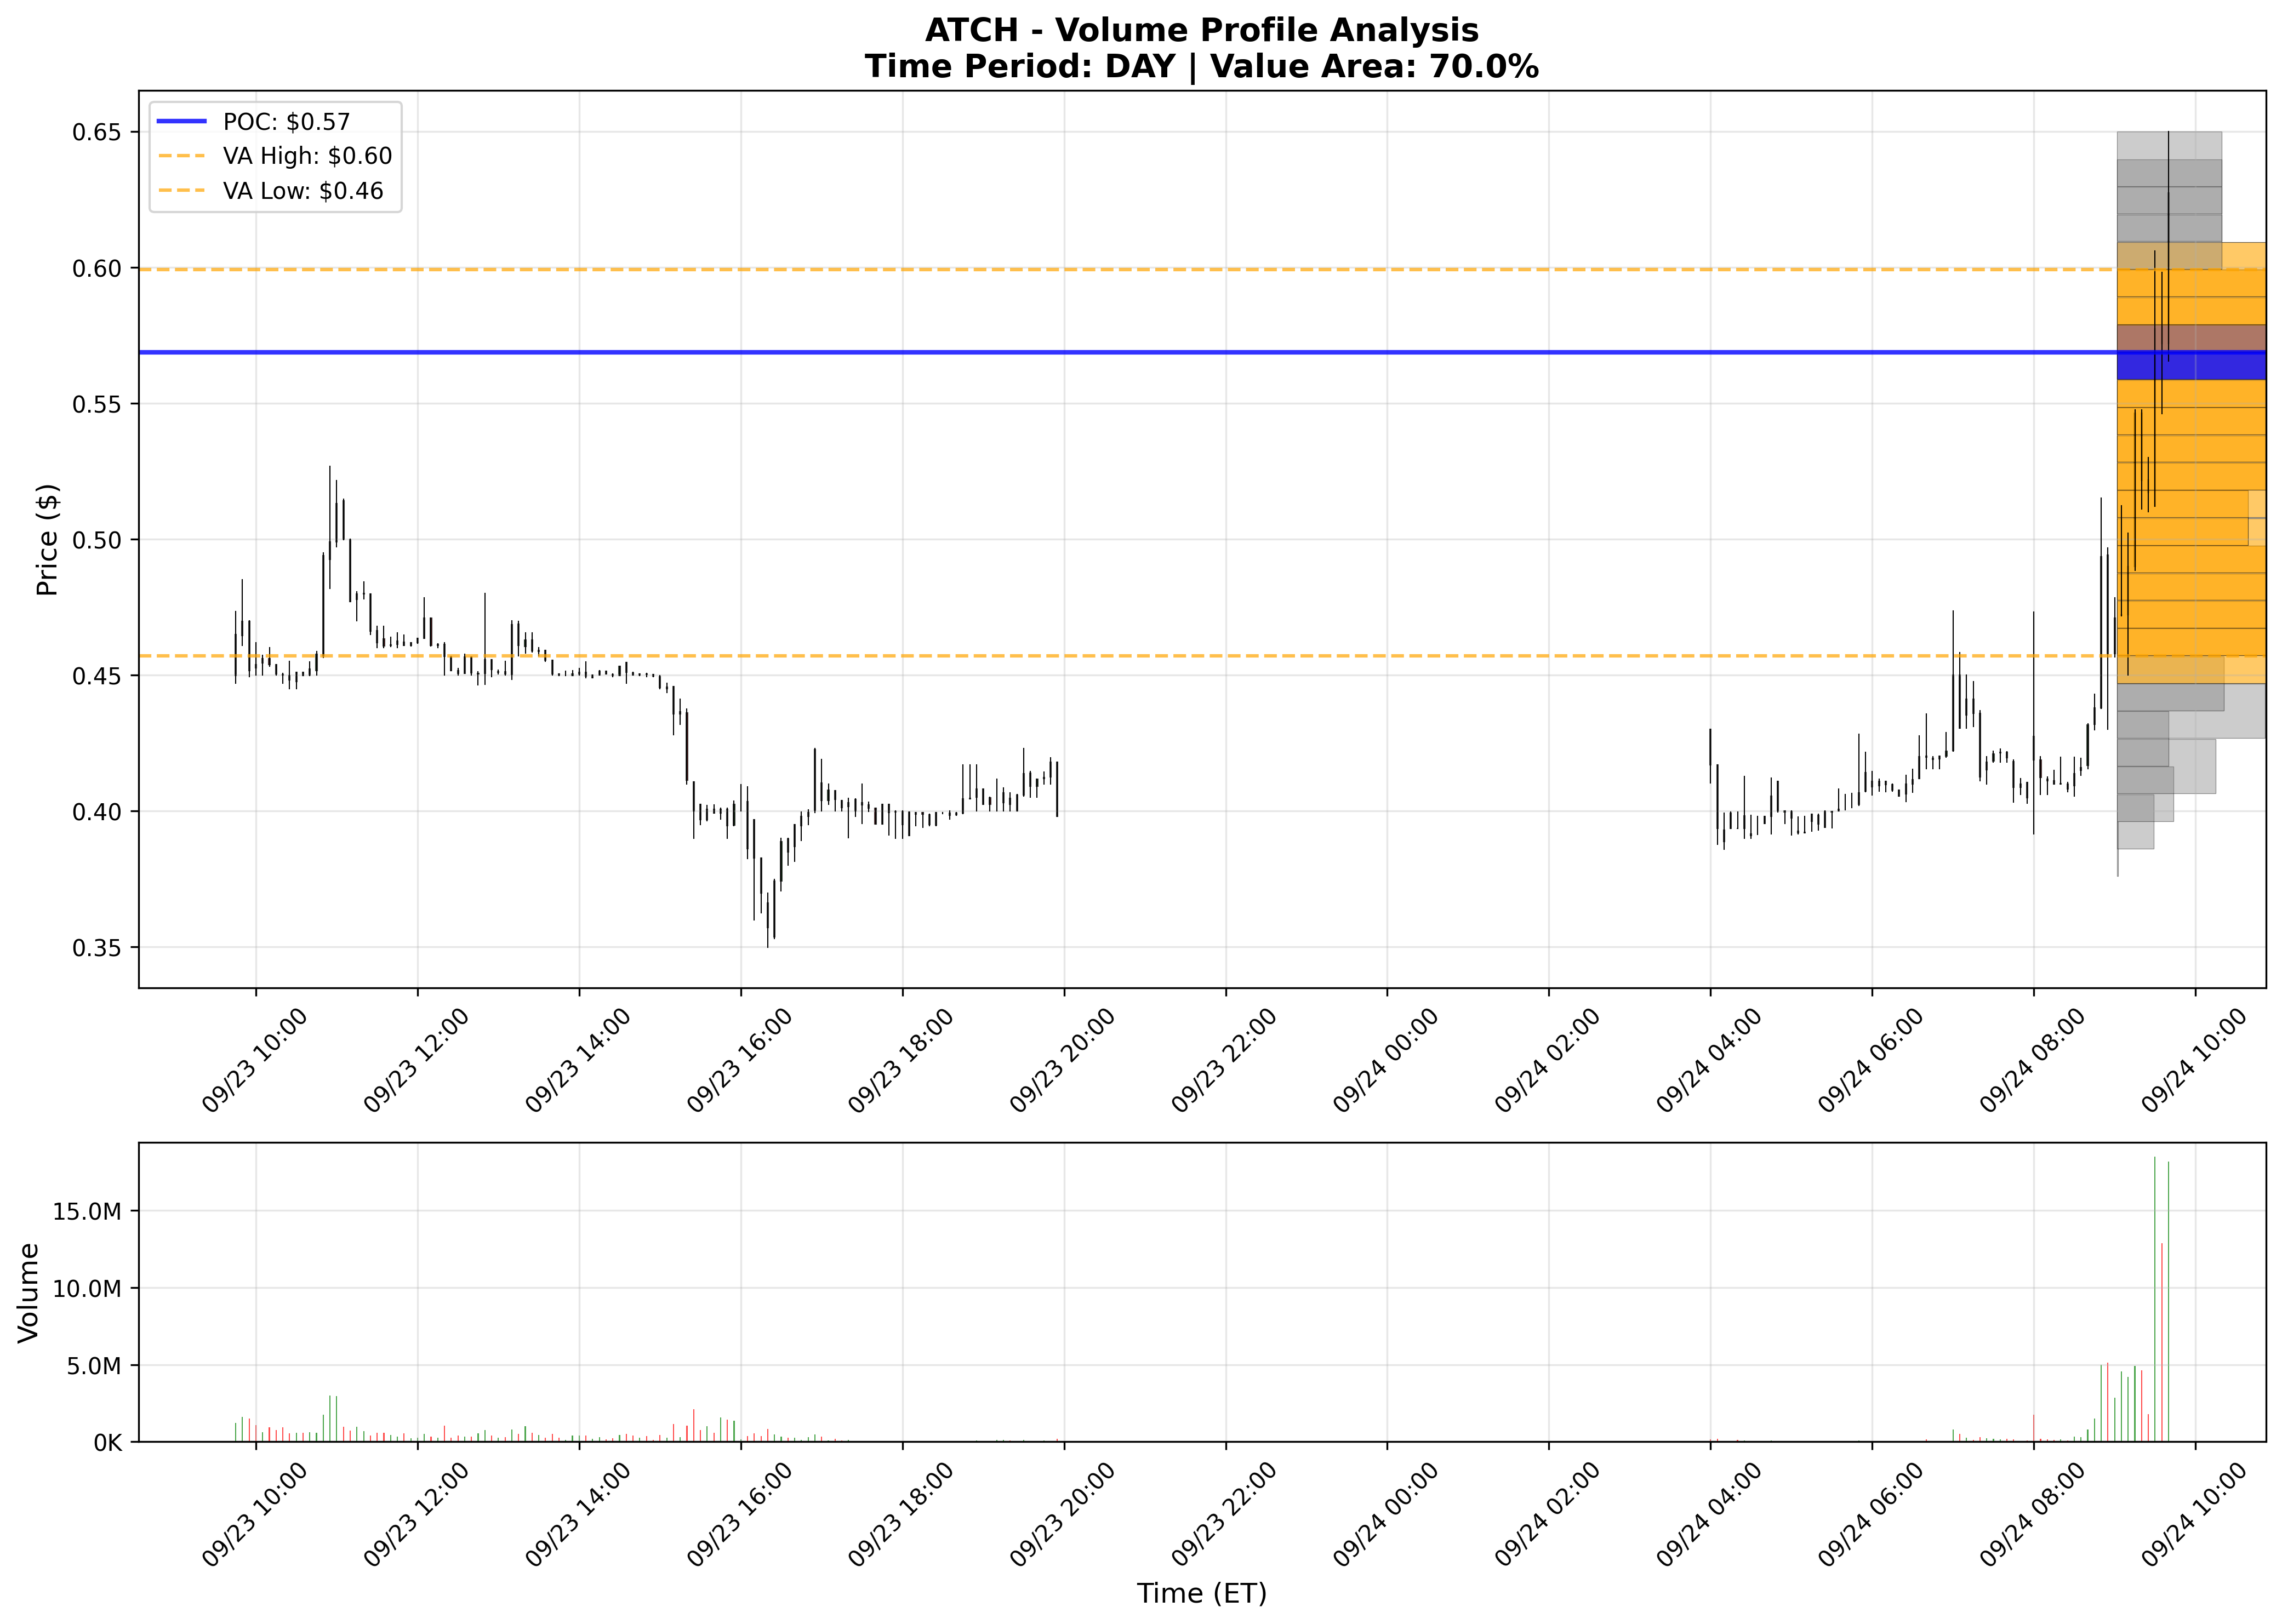 ATCH - Volume Profile Analysis
Time Period: DAY | Value Area: 70.0%
POC: $0.57
VA High: $0.60
VA Low: $0.46
Price ($)
0.65
0.60
0.55
0.50
0.45
0.40
0.35
09/23 10:00
09/23 12:00
09/23 14:00
09/23 16:00
09/23 18:00
09/23 20:00
09/23 22:00
09/24 00:00
09/24 02:00
09/24 04:00
09/24 06:00
09/24 08:00
09/24 10:00
Volume
15.0M
10.0M
5.0M
0K
09/23 10:00
09/23 12:00
09/23 14:00
09/23 16:00
09/23 18:00
09/23 20:00
09/23 22:00
09/24 00:00
09/24 02:00
09/24 04:00
09/24 06:00
09/24 08:00
09/24 10:00
Time (ET)